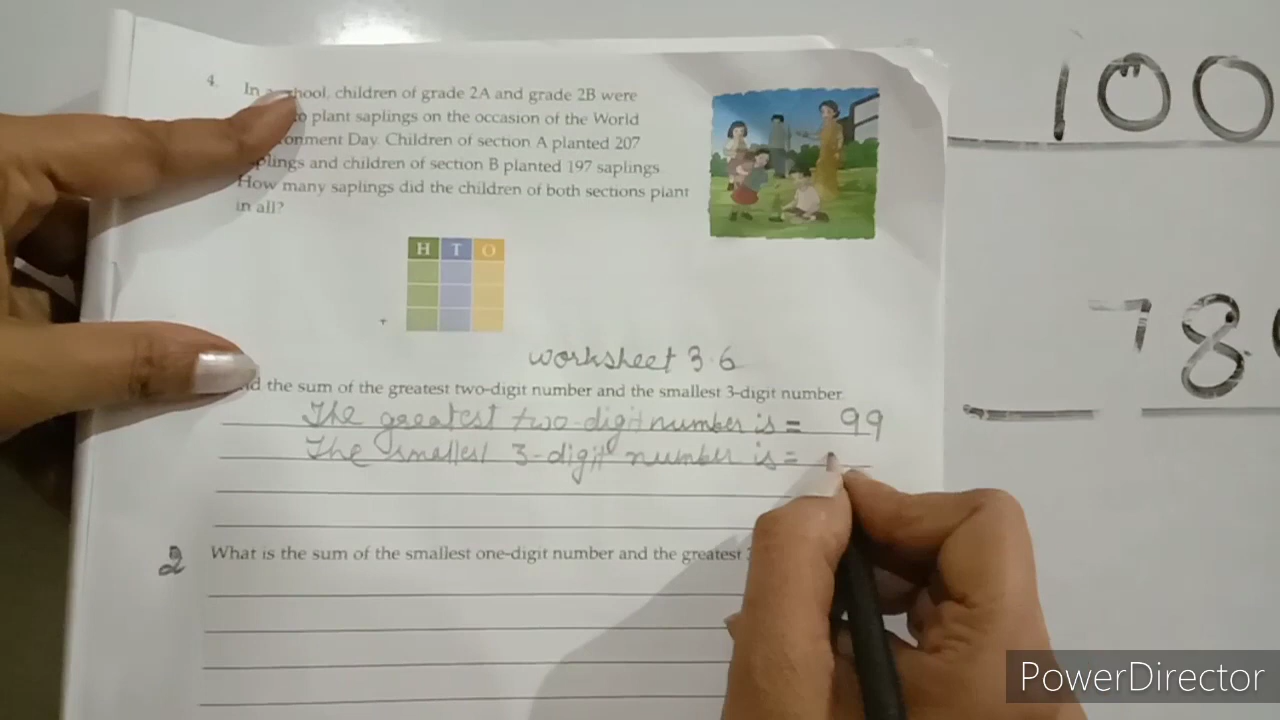 4.
In a school, children of grade 2A and grade 2B were
to plant saplings on the occasion of the World
Day. Children of section A planted 207
saplings and children of section B planted 197 saplings.
How many saplings did the children of both sections plant
in all?
H T O
+
worksheet 3.6
the sum of the greatest two-digit number and the smallest 3-digit number.
The greatest two-digit number is = 99
The smallest 3-digit number is =
2 What is the sum of the smallest one-digit number and the greatest
100
78
PowerDirector